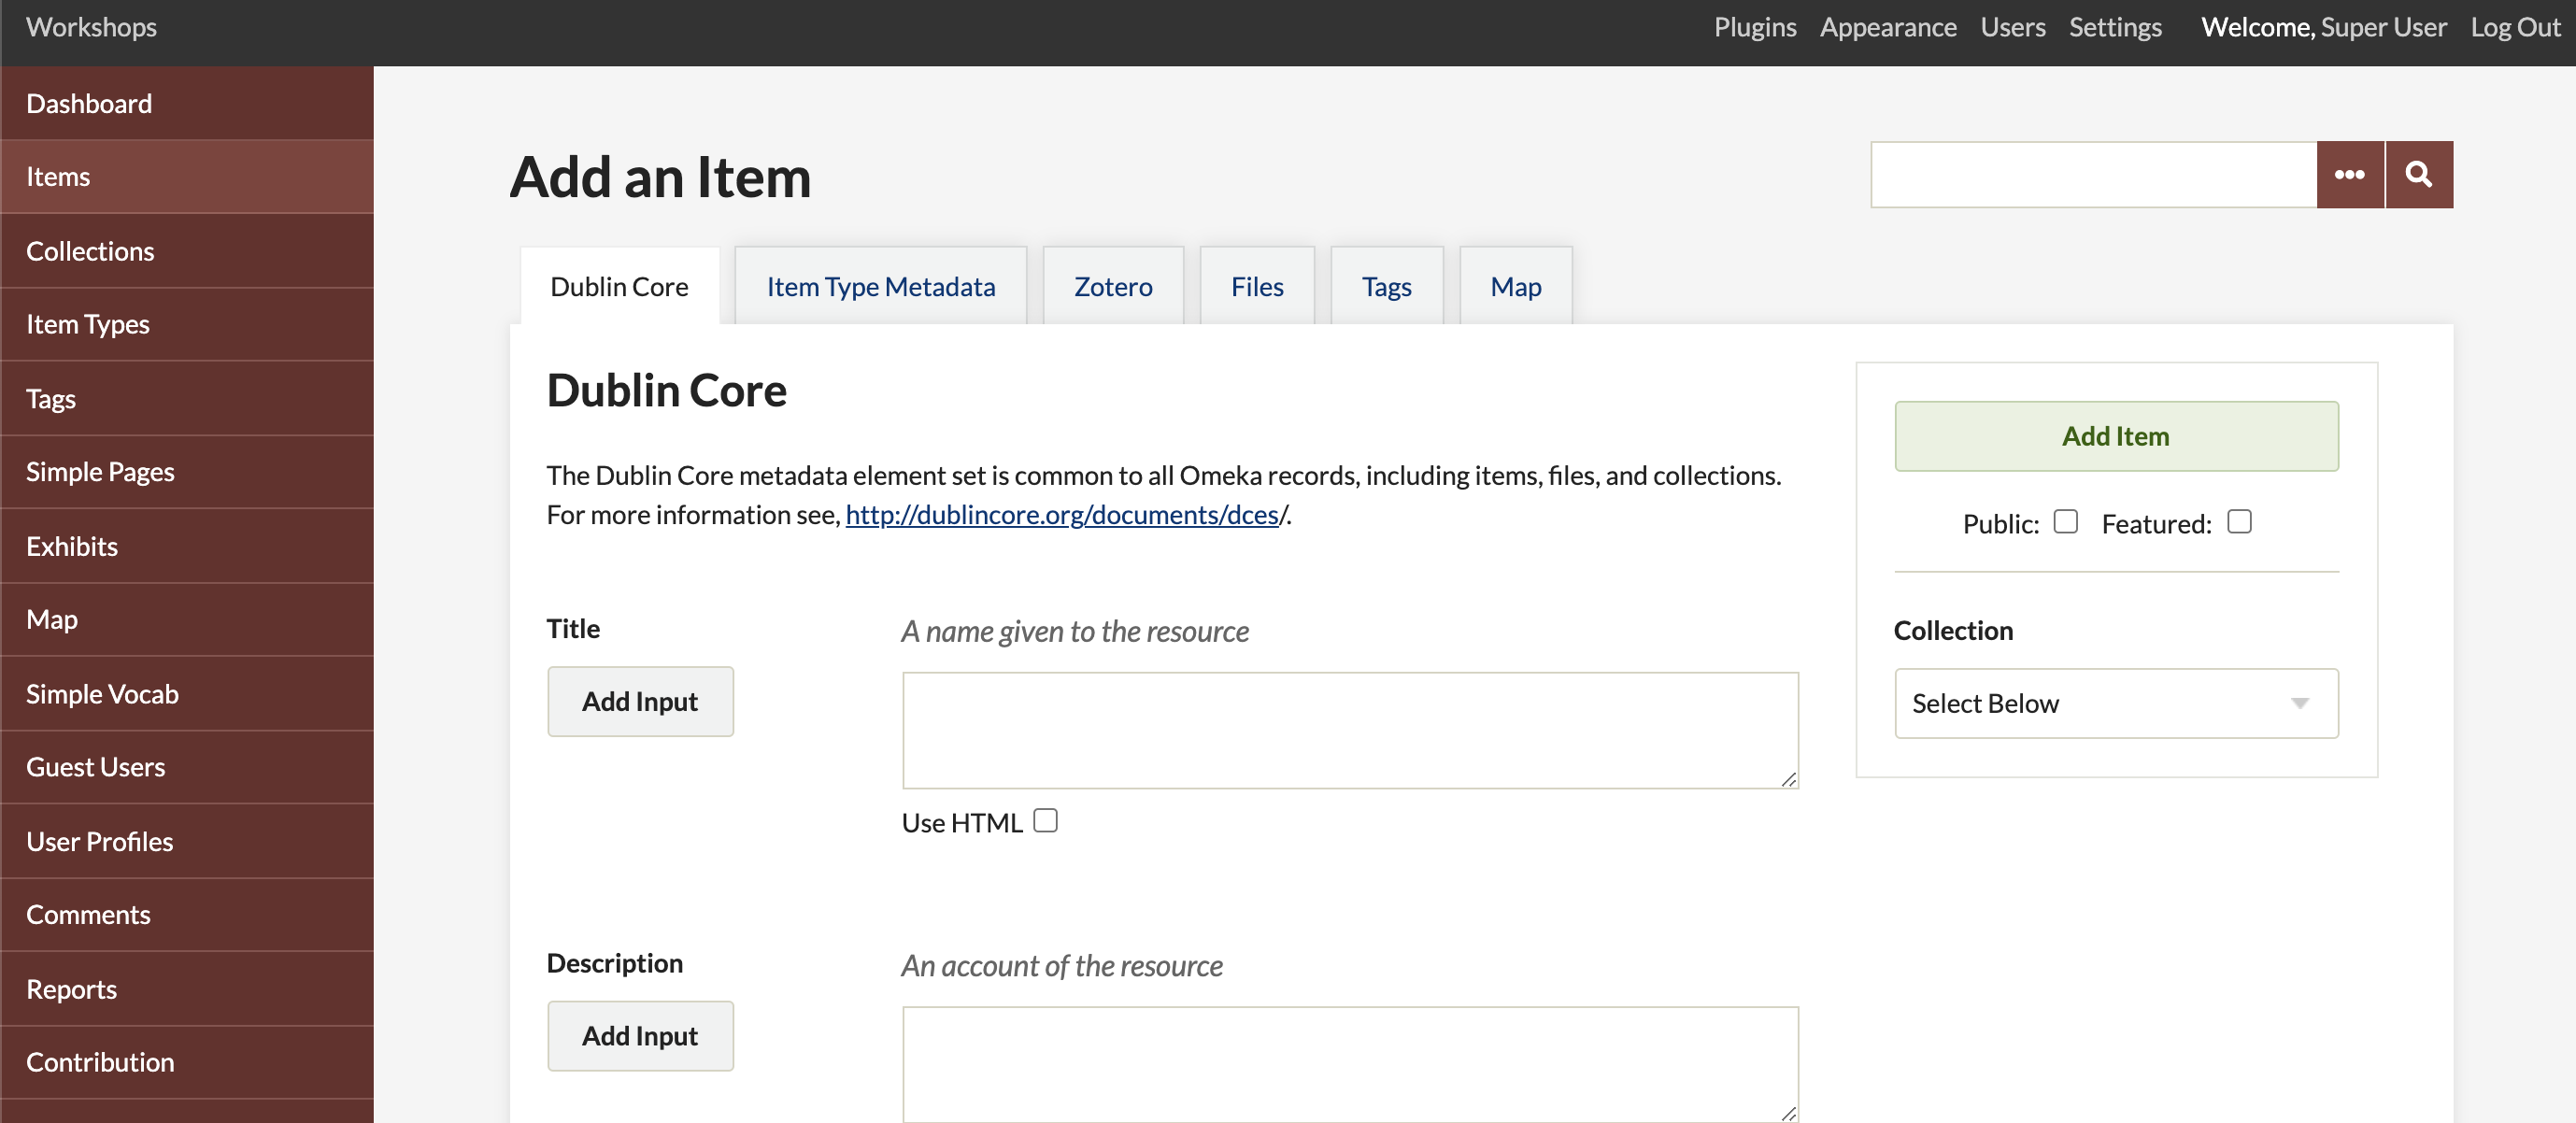 Workshops
Plugins Appearance Users Settings Welcome, Super User Log Out
Dashboard
Items
Collections
Item Types
Tags
Simple Pages
Exhibits
Map
Simple Vocab
Guest Users
User Profiles
Comments
Reports
Contribution
Add an Item
Dublin Core
Item Type Metadata
Zotero
Files
Tags
Map
Dublin Core
The Dublin Core metadata element set is common to all Omeka records, including items, files, and collections.
For more information see, http://dublincore.org/documents/dces/.
Title
Add Input
A name given to the resource
Use HTML
Description
Add Input
An account of the resource
Add Item
Public: Featured:
Collection
Select Below